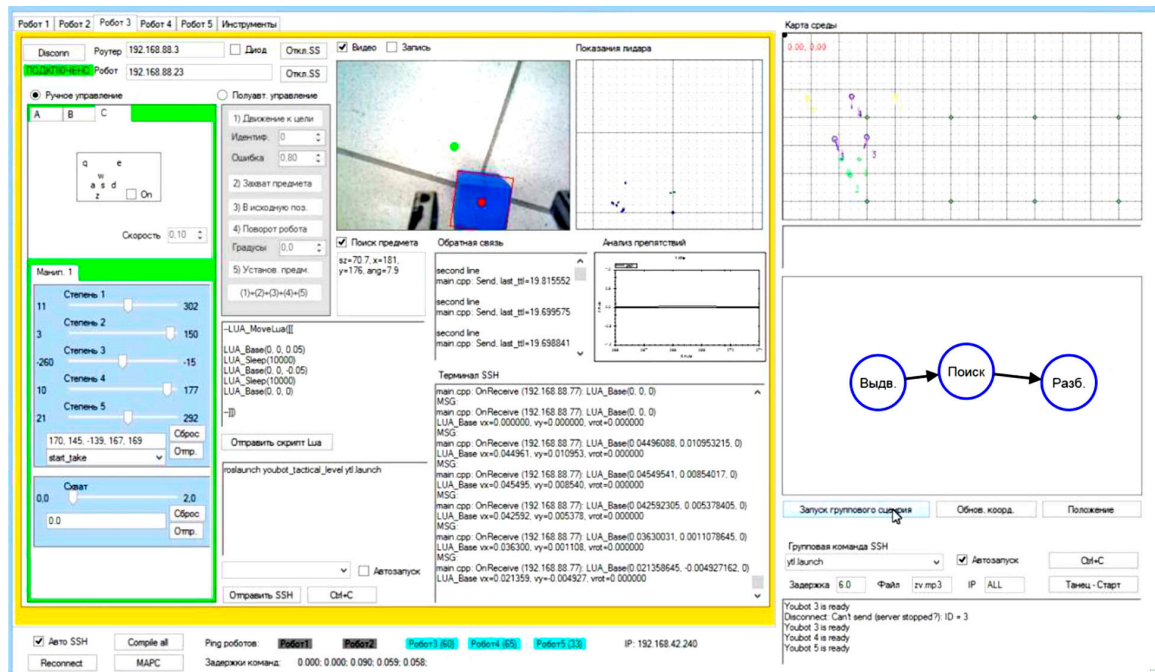 Робот 1 Робот 2 Робот 3 Робот 4 Робот 5 Инструменты
Disconn Роутер 192.168.88.3 Диод Откл.SS
ПОДКЛЮЧЕНО Робот 192.168.88.23 Откл.SS
Ручное управление Полуавт. управление
A B C
q e
w
a s d
z On
Скорость 0.10
1) Движение к цели
Идентиф. 0
Ошибка 0.80
2) Захват предмета
3) В исходную поз.
4) Поворот робота
Градусы 0,0
5) Установ. предм.
(1)+(2)+(3)+(4)+(5)
Манип. 1
Степень 1
11 302
Степень 2
3 150
Степень 3
-260 -15
Степень 4
10 177
Степень 5
21 292
170, 145, -139, 167, 169 Сброс
start_take Отпр.
Схват
0,0 2,0
0.0 Сброс
Отпр.
--LUA_MoveLua([[
LUA_Base(0, 0, 0.05)
LUA_Sleep(10000)
LUA_Base(0, 0, -0.05)
LUA_Sleep(10000)
LUA_Base(0, 0, 0)
--]])
Отправить скрипт Lua
roslaunch youbot_tactical_level ytl.launch
Автозапуск
Отправить SSH Ctrl+C
Видео Запись
Показания лидара
Поиск предмета
sz=70.7, x=181,
y=176, ang=7.9
Обратная связь
second line
main.cpp: Send, last_ttl=19.815552
second line
main.cpp: Send, last_ttl=19.699575
second line
main.cpp: Send, last_ttl=19.698841
Анализ препятствий
Терминал SSH
main.cpp: OnReceive (192.168.88.77): LUA_Base(0, 0, 0)
MSG:
main.cpp: OnReceive (192.168.88.77): LUA_Base(0, 0, 0)
LUA_Base vx=0.000000, vy=0.000000, vrot=0.000000
MSG:
main.cpp: OnReceive (192.168.88.77): LUA_Base(0.04496088, 0.010953215, 0)
LUA_Base vx=0.044961, vy=0.010953, vrot=0.000000
MSG:
main.cpp: OnReceive (192.168.88.77): LUA_Base(0.04549541, 0.00854017, 0)
LUA_Base vx=0.045495, vy=0.008540, vrot=0.000000
MSG:
main.cpp: OnReceive (192.168.88.77): LUA_Base(0.042592305, 0.005378405, 0)
LUA_Base vx=0.042592, vy=0.005378, vrot=0.000000
MSG:
main.cpp: OnReceive (192.168.88.77): LUA_Base(0.03630031, 0.0011078645, 0)
LUA_Base vx=0.036300, vy=0.001108, vrot=0.000000
MSG:
main.cpp: OnReceive (192.168.88.77): LUA_Base(0.021358645, -0.004927162, 0)
LUA_Base vx=0.021359, vy=-0.004927, vrot=0.000000
Карта среды
0.00, 0.00
Выдв. Поиск Разб.
Запуск группового сценария Обнов. коорд. Положение
Групповая команда SSH
ytl.launch Автозапуск Ctrl+C
Задержка 6.0 Файл zv.mp3 IP ALL Танец - Старт
Youbot 3 is ready
Disconnect: Can't send (server stopped?): ID = 3
Youbot 3 is ready
Youbot 4 is ready
Youbot 5 is ready
Авто SSH Compile all Ping роботов: Робот1 Робот2 Робот3 (60) Робот4 (65) Робот5 (33) IP: 192.168.42.240
Reconnect МАРС Задержки команд: 0.000; 0.000; 0.090; 0.059; 0.058;